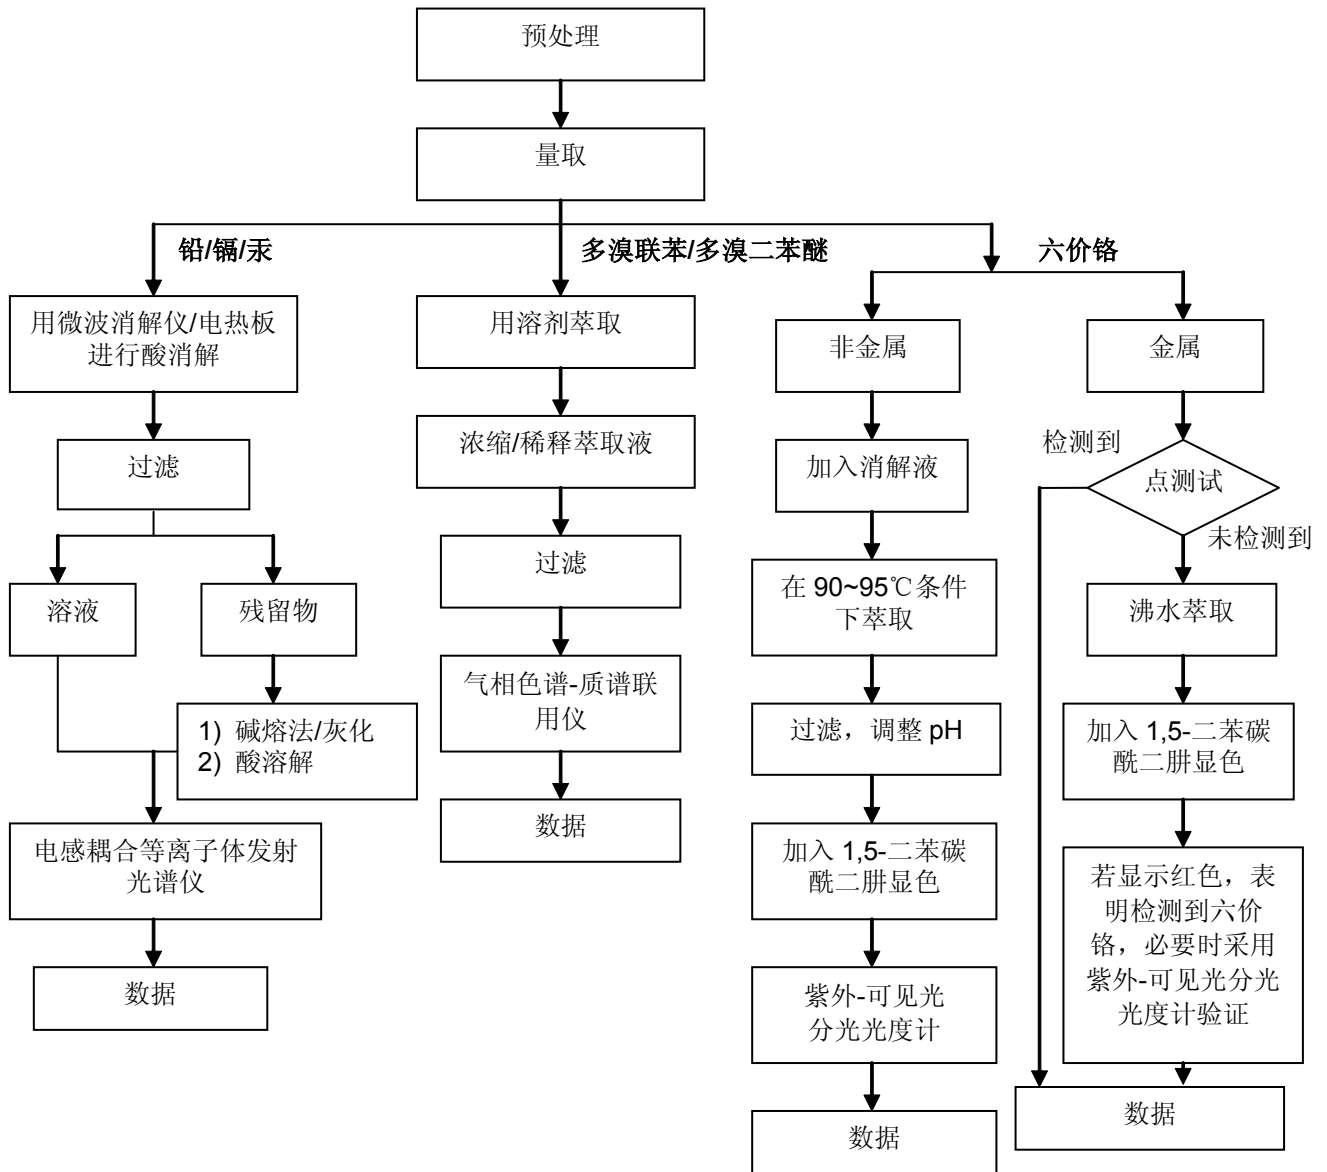 预处理
量取
铅/镉/汞
多溴联苯/多溴二苯醚
六价铬
用微波消解仪/电热板
进行酸消解
过滤
溶液
残留物
1) 碱熔法/灰化
2) 酸溶解
电感耦合等离子体发射
光谱仪
数据
用溶剂萃取
浓缩/稀释萃取液
过滤
气相色谱-质谱联
用仪
数据
非金属
加入消解液
在 90~95℃条件
下萃取
过滤，调整 pH
加入 1,5-二苯碳
酰二肼显色
紫外-可见光
分光光度计
数据
金属
检测到
点测试
未检测到
沸水萃取
加入 1,5-二苯碳
酰二肼显色
若显示红色，表
明检测到六价
铬，必要时采用
紫外-可见光分光
光度计验证
数据